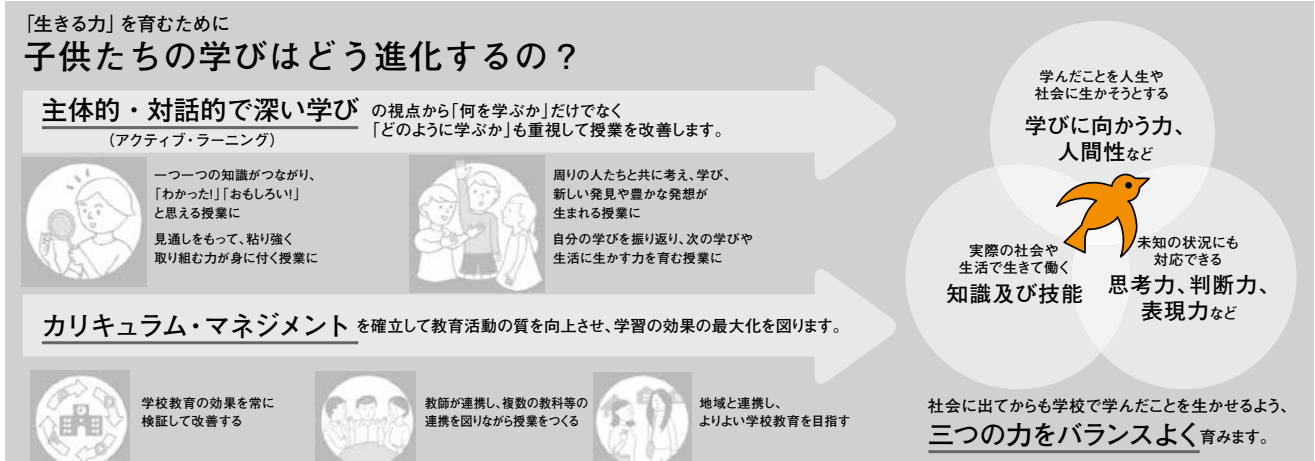 「生きる力」を育むために
子供たちの学びはどう進化するの？
主体的・対話的で深い学び
(アクティブ・ラーニング)
の視点から「何を学ぶか」だけでなく
「どのように学ぶか」も重視して授業を改善します。
一つ一つの知識がつながり、
「わかった!」「おもしろい!」
と思える授業に
見通しをもって、粘り強く
取り組む力が身に付く授業に
周りの人たちと共に考え、学び、
新しい発見や豊かな発想が
生まれる授業に
自分の学びを振り返り、次の学びや
生活に生かす力を育む授業に
カリキュラム・マネジメントを確立して教育活動の質を向上させ、学習の効果の最大化を図ります。
学校教育の効果を常に
検証して改善する
教師が連携し、複数の教科等の
連携を図りながら授業をつくる
地域と連携し、
よりよい学校教育を目指す
学んだことを人生や
社会に生かそうとする
学びに向かう力、
人間性など
実際の社会や
生活で生きて働く
知識及び技能
未知の状況にも
対応できる
思考力、判断力、
表現力など
社会に出てからも学校で学んだことを生かせるよう、
三つの力をバランスよく育みます。